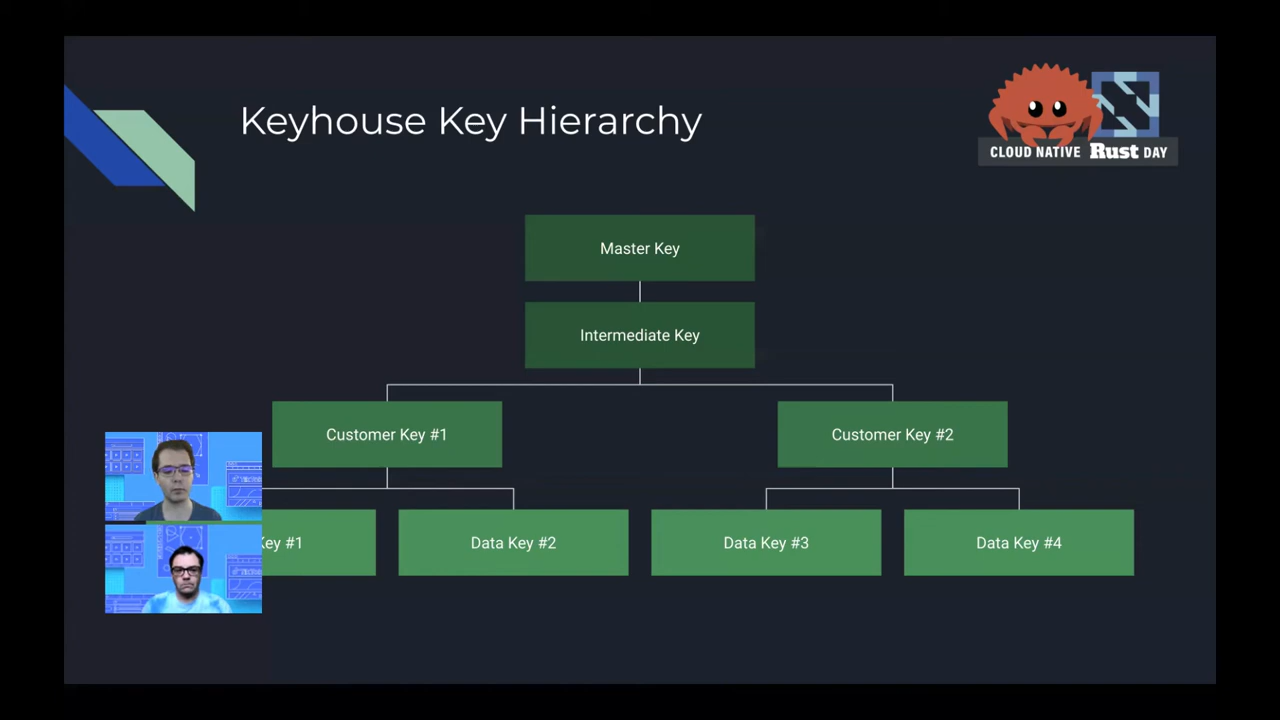 Keyhouse Key Hierarchy
CLOUD NATIVE Rust DAY
Master Key
Intermediate Key
Customer Key #1
Customer Key #2
Key #1
Data Key #2
Data Key #3
Data Key #4